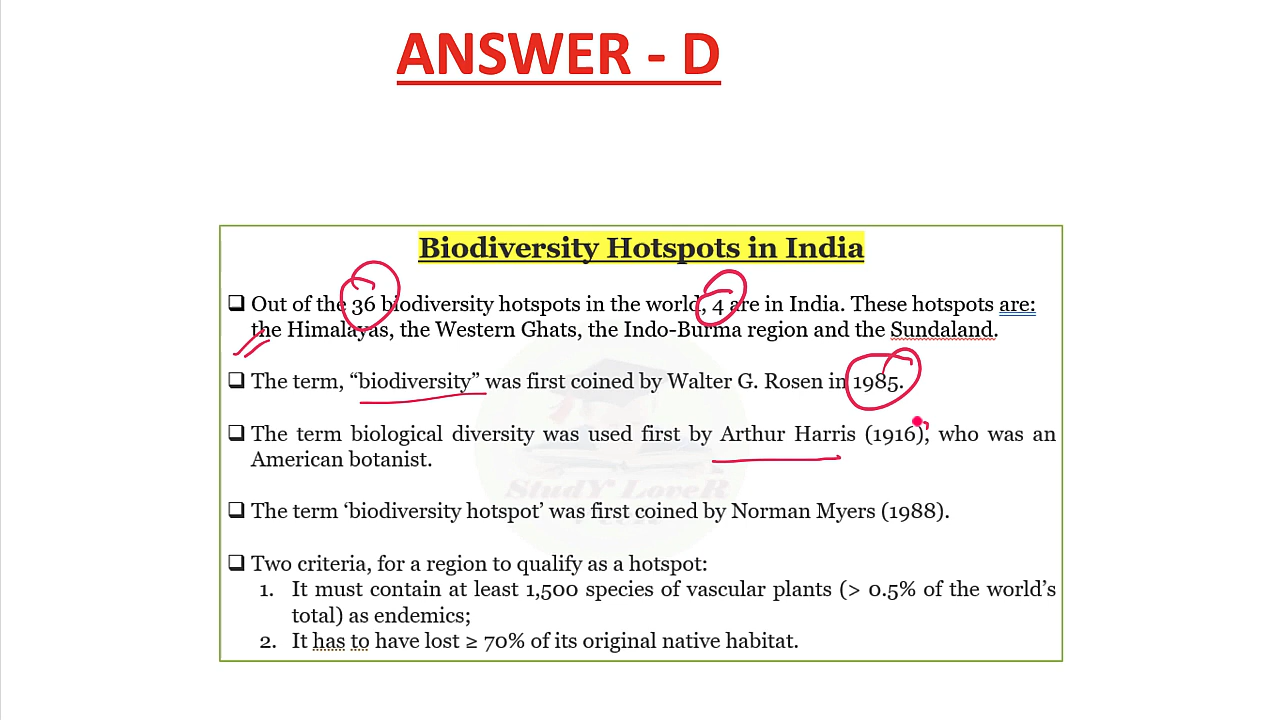 ANSWER - D
Biodiversity Hotspots in India
❑ Out of the 36 biodiversity hotspots in the world, 4 are in India. These hotspots are:
the Himalayas, the Western Ghats, the Indo-Burma region and the Sundaland.
❑ The term, “biodiversity” was first coined by Walter G. Rosen in 1985.
❑ The term biological diversity was used first by Arthur Harris (1916), who was an
American botanist.
StudY LoveR
❑ The term ‘biodiversity hotspot’ was first coined by Norman Myers (1988).
❑ Two criteria, for a region to qualify as a hotspot:
1. It must contain at least 1,500 species of vascular plants (> 0.5% of the world’s
total) as endemics;
2. It has to have lost ≥ 70% of its original native habitat.